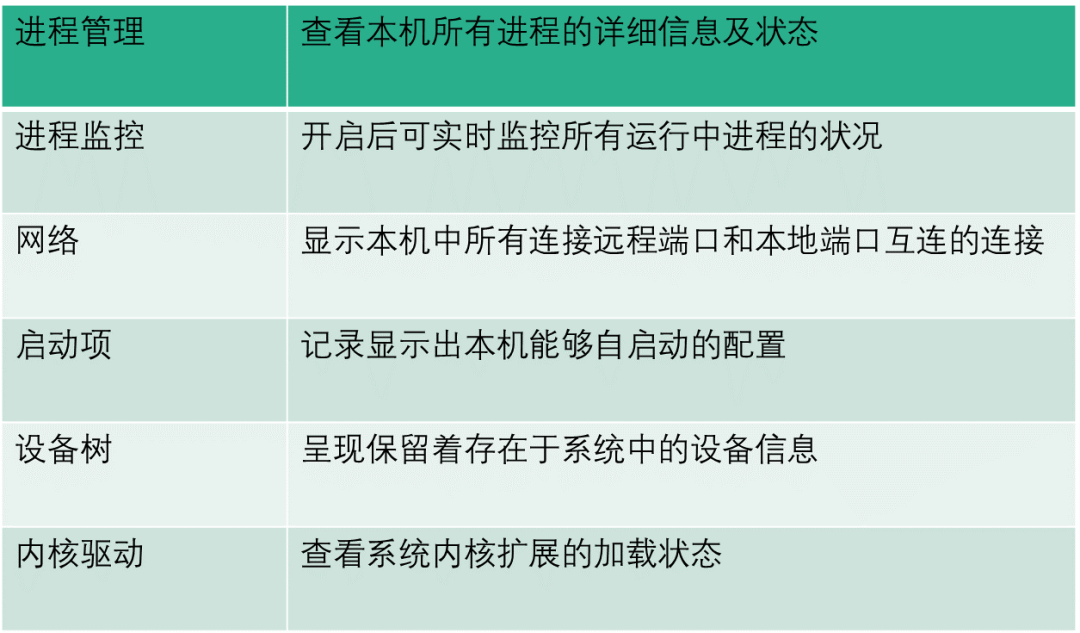 进程管理
查看本机所有进程的详细信息及状态
进程监控
开启后可实时监控所有运行中进程的状况
网络
显示本机中所有连接远程端口和本地端口互连的连接
启动项
记录显示出本机能够自启动的配置
设备树
呈现保留着存在于系统中的设备信息
内核驱动
查看系统内核扩展的加载状态